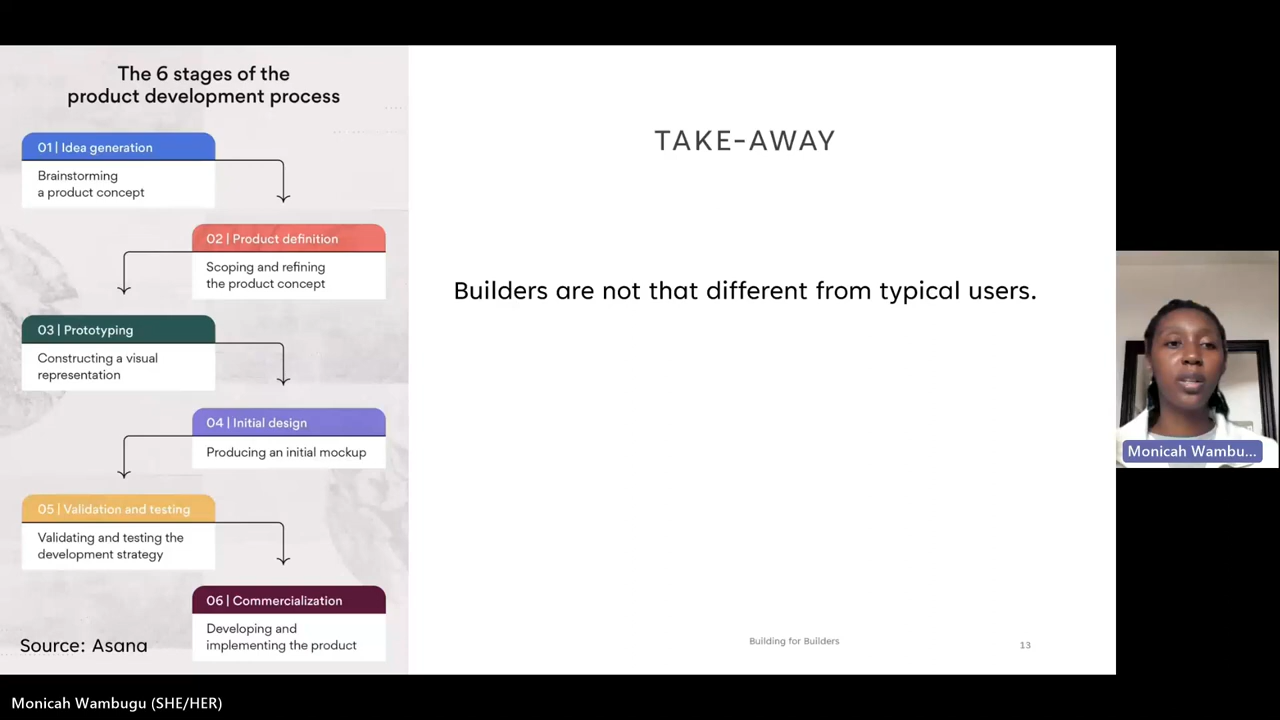 The 6 stages of the
product development process
01 | Idea generation
Brainstorming
a product concept
02 | Product definition
Scoping and refining
the product concept
03 | Prototyping
Constructing a visual
representation
04 | Initial design
Producing an initial mockup
05 | Validation and testing
Validating and testing the
development strategy
06 | Commercialization
Developing and
implementing the product
Source: Asana
TAKE-AWAY
Builders are not that different from typical users.
Building for Builders
13
Monicah Wambu...
Monicah Wambugu (SHE/HER)